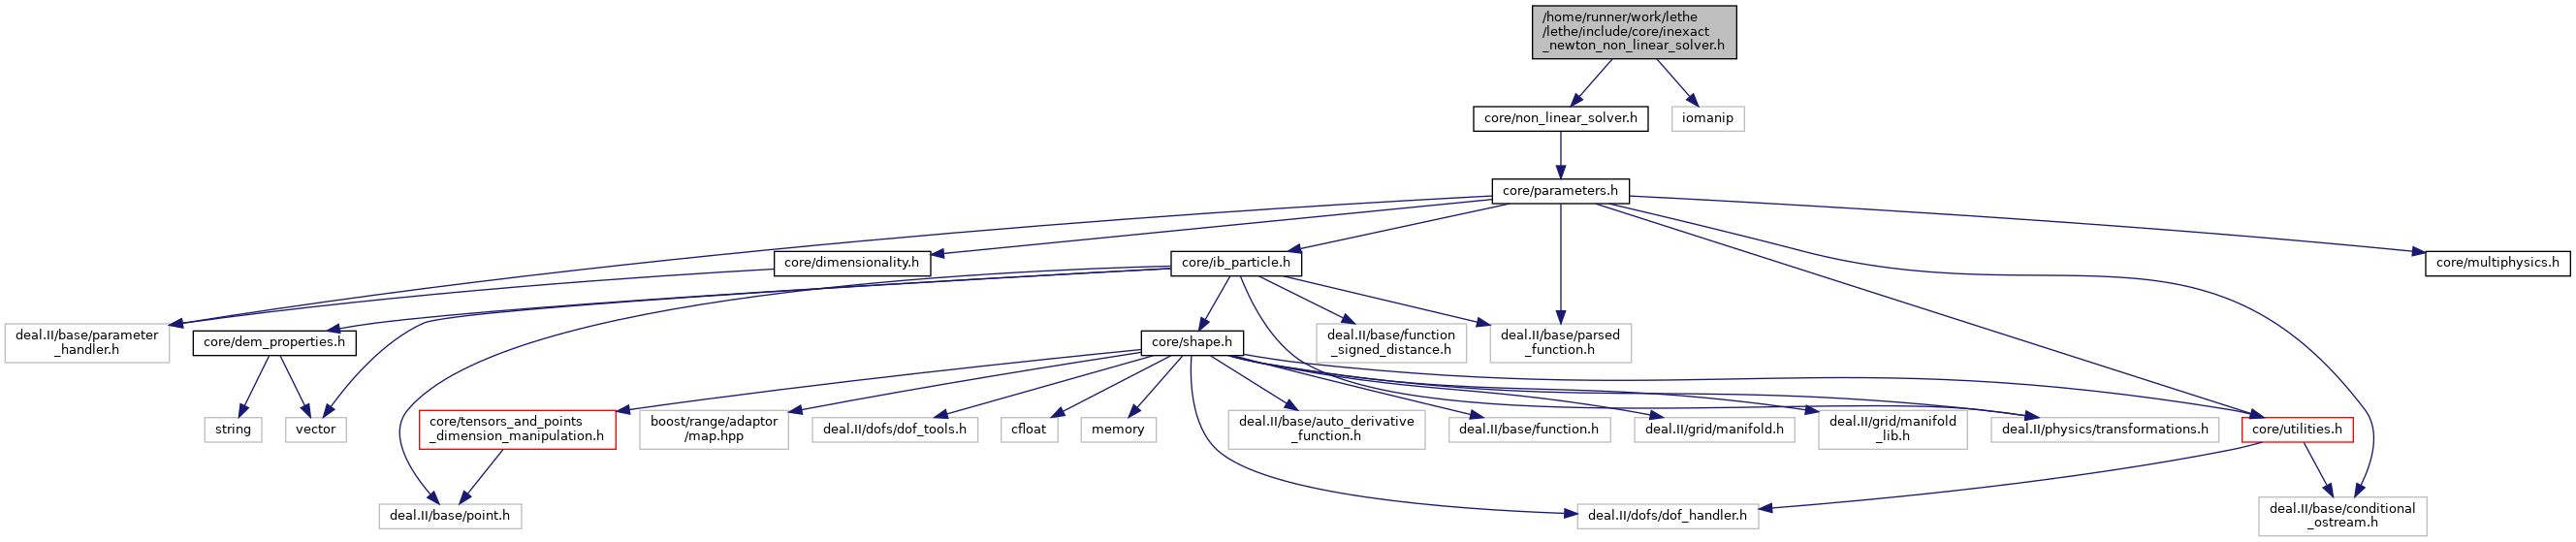 /home/runner/work/lethe
/lethe/include/core/inexact
_newton_non_linear_solver.h
core/non_linear_solver.h
iomanip
core/parameters.h
core/dimensionality.h
core/ib_particle.h
core/multiphysics.h
deal.II/base/parameter
_handler.h
core/dem_properties.h
core/shape.h
deal.II/base/function
_signed_distance.h
deal.II/base/parsed
_function.h
string
vector
core/tensors_and_points
_dimension_manipulation.h
boost/range/adaptor
/map.hpp
deal.II/dofs/dof_tools.h
cfloat
memory
deal.II/base/auto_derivative
_function.h
deal.II/base/function.h
deal.II/grid/manifold.h
deal.II/grid/manifold
_lib.h
deal.II/physics/transformations.h
core/utilities.h
deal.II/base/point.h
deal.II/dofs/dof_handler.h
deal.II/base/conditional
_ostream.h